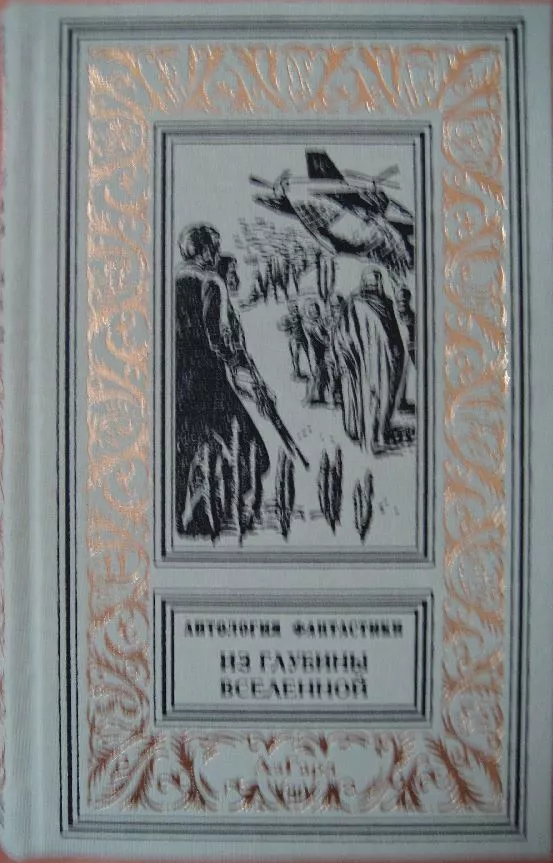 АНТОЛОГИЯ ФАНТАСТИКИ
ИЗ ГЛУБИНЫ
ВСЕЛЕННОЙ